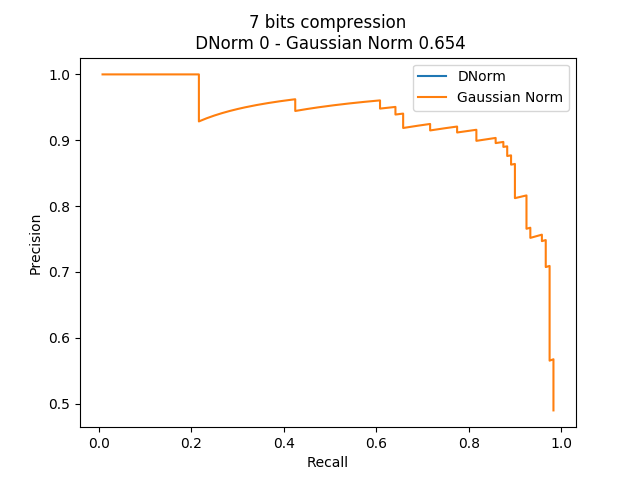 7 bits compression
DNorm 0 - Gaussian Norm 0.654
DNorm
Gaussian Norm
1.0
0.9
0.8
0.7
0.6
0.5
Precision
0.0 0.2 0.4 0.6 0.8 1.0
Recall